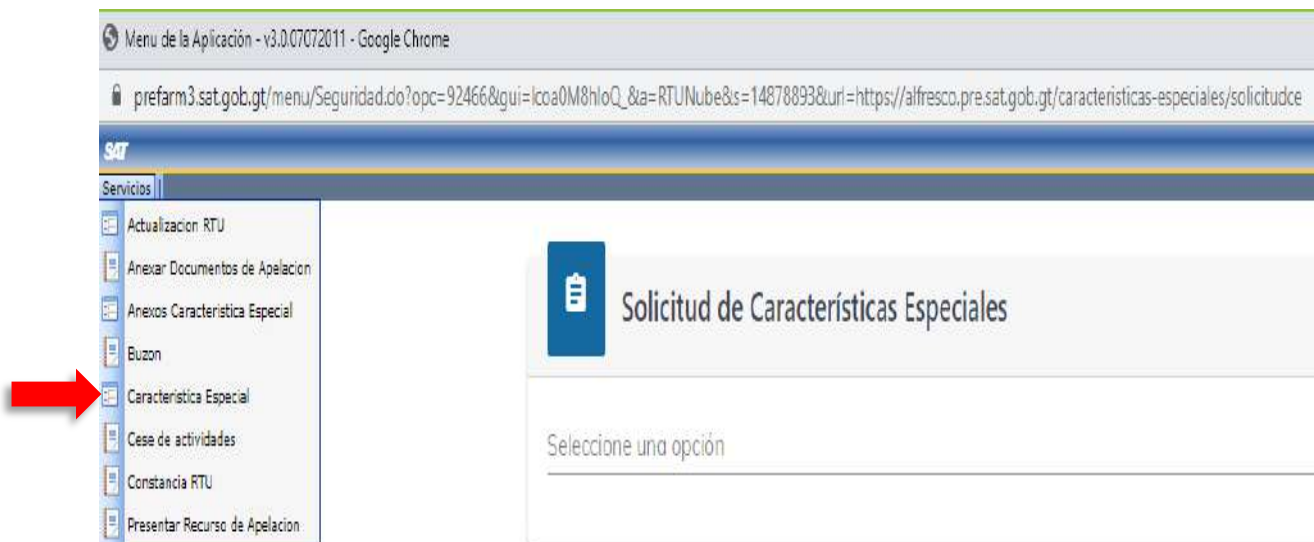 Menu de la Aplicación - v3.0.07072011 - Google Chrome
prefarm3.sat.gob.gt/menu/Seguridad.do?opc=92466&gui=lcoa0M8hloQ_&a=RTUNube&s=14878893&url=https://alfresco.pre.sat.gob.gt/caracteristicas-especiales/solicitudce
SAT
Servicios
Actualizacion RTU
Anexar Documentos de Apelacion
Anexos Caracteristica Especial
Buzon
Caracteristica Especial
Cese de actividades
Constancia RTU
Presentar Recurso de Apelacion
Solicitud de Características Especiales
Seleccione una opción